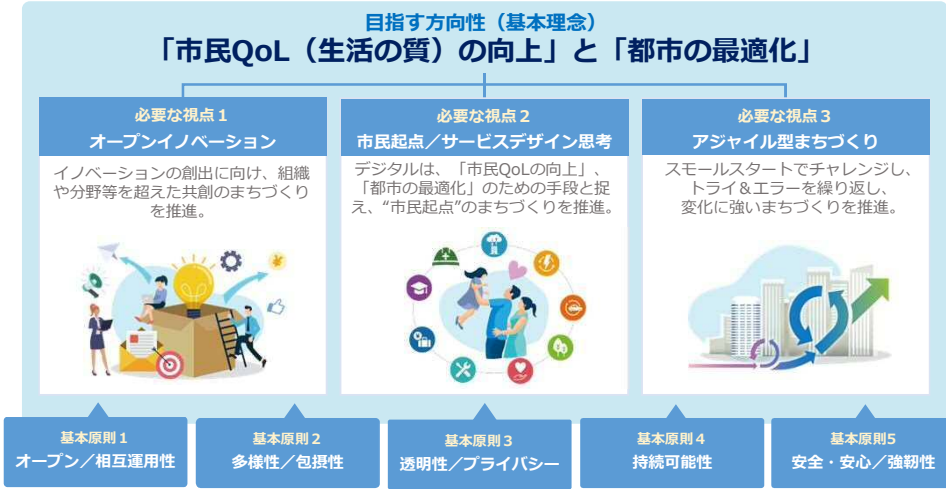 目指す方向性（基本理念）
「市民QoL（生活の質）の向上」と「都市の最適化」
必要な視点１
オープンイノベーション
イノベーションの創出に向け、組織
や分野等を超えた共創のまちづくり
を推進。
必要な視点２
市民起点／サービスデザイン思考
デジタルは、「市民QoLの向上」、
「都市の最適化」のための手段と捉
え、“市民起点”のまちづくりを推進。
必要な視点３
アジャイル型まちづくり
スモールスタートでチャレンジし、
トライ＆エラーを繰り返し、
変化に強いまちづくりを推進。
基本原則１
オープン／相互運用性
基本原則２
多様性／包摂性
基本原則３
透明性／プライバシー
基本原則４
持続可能性
基本原則5
安全・安心／強靭性